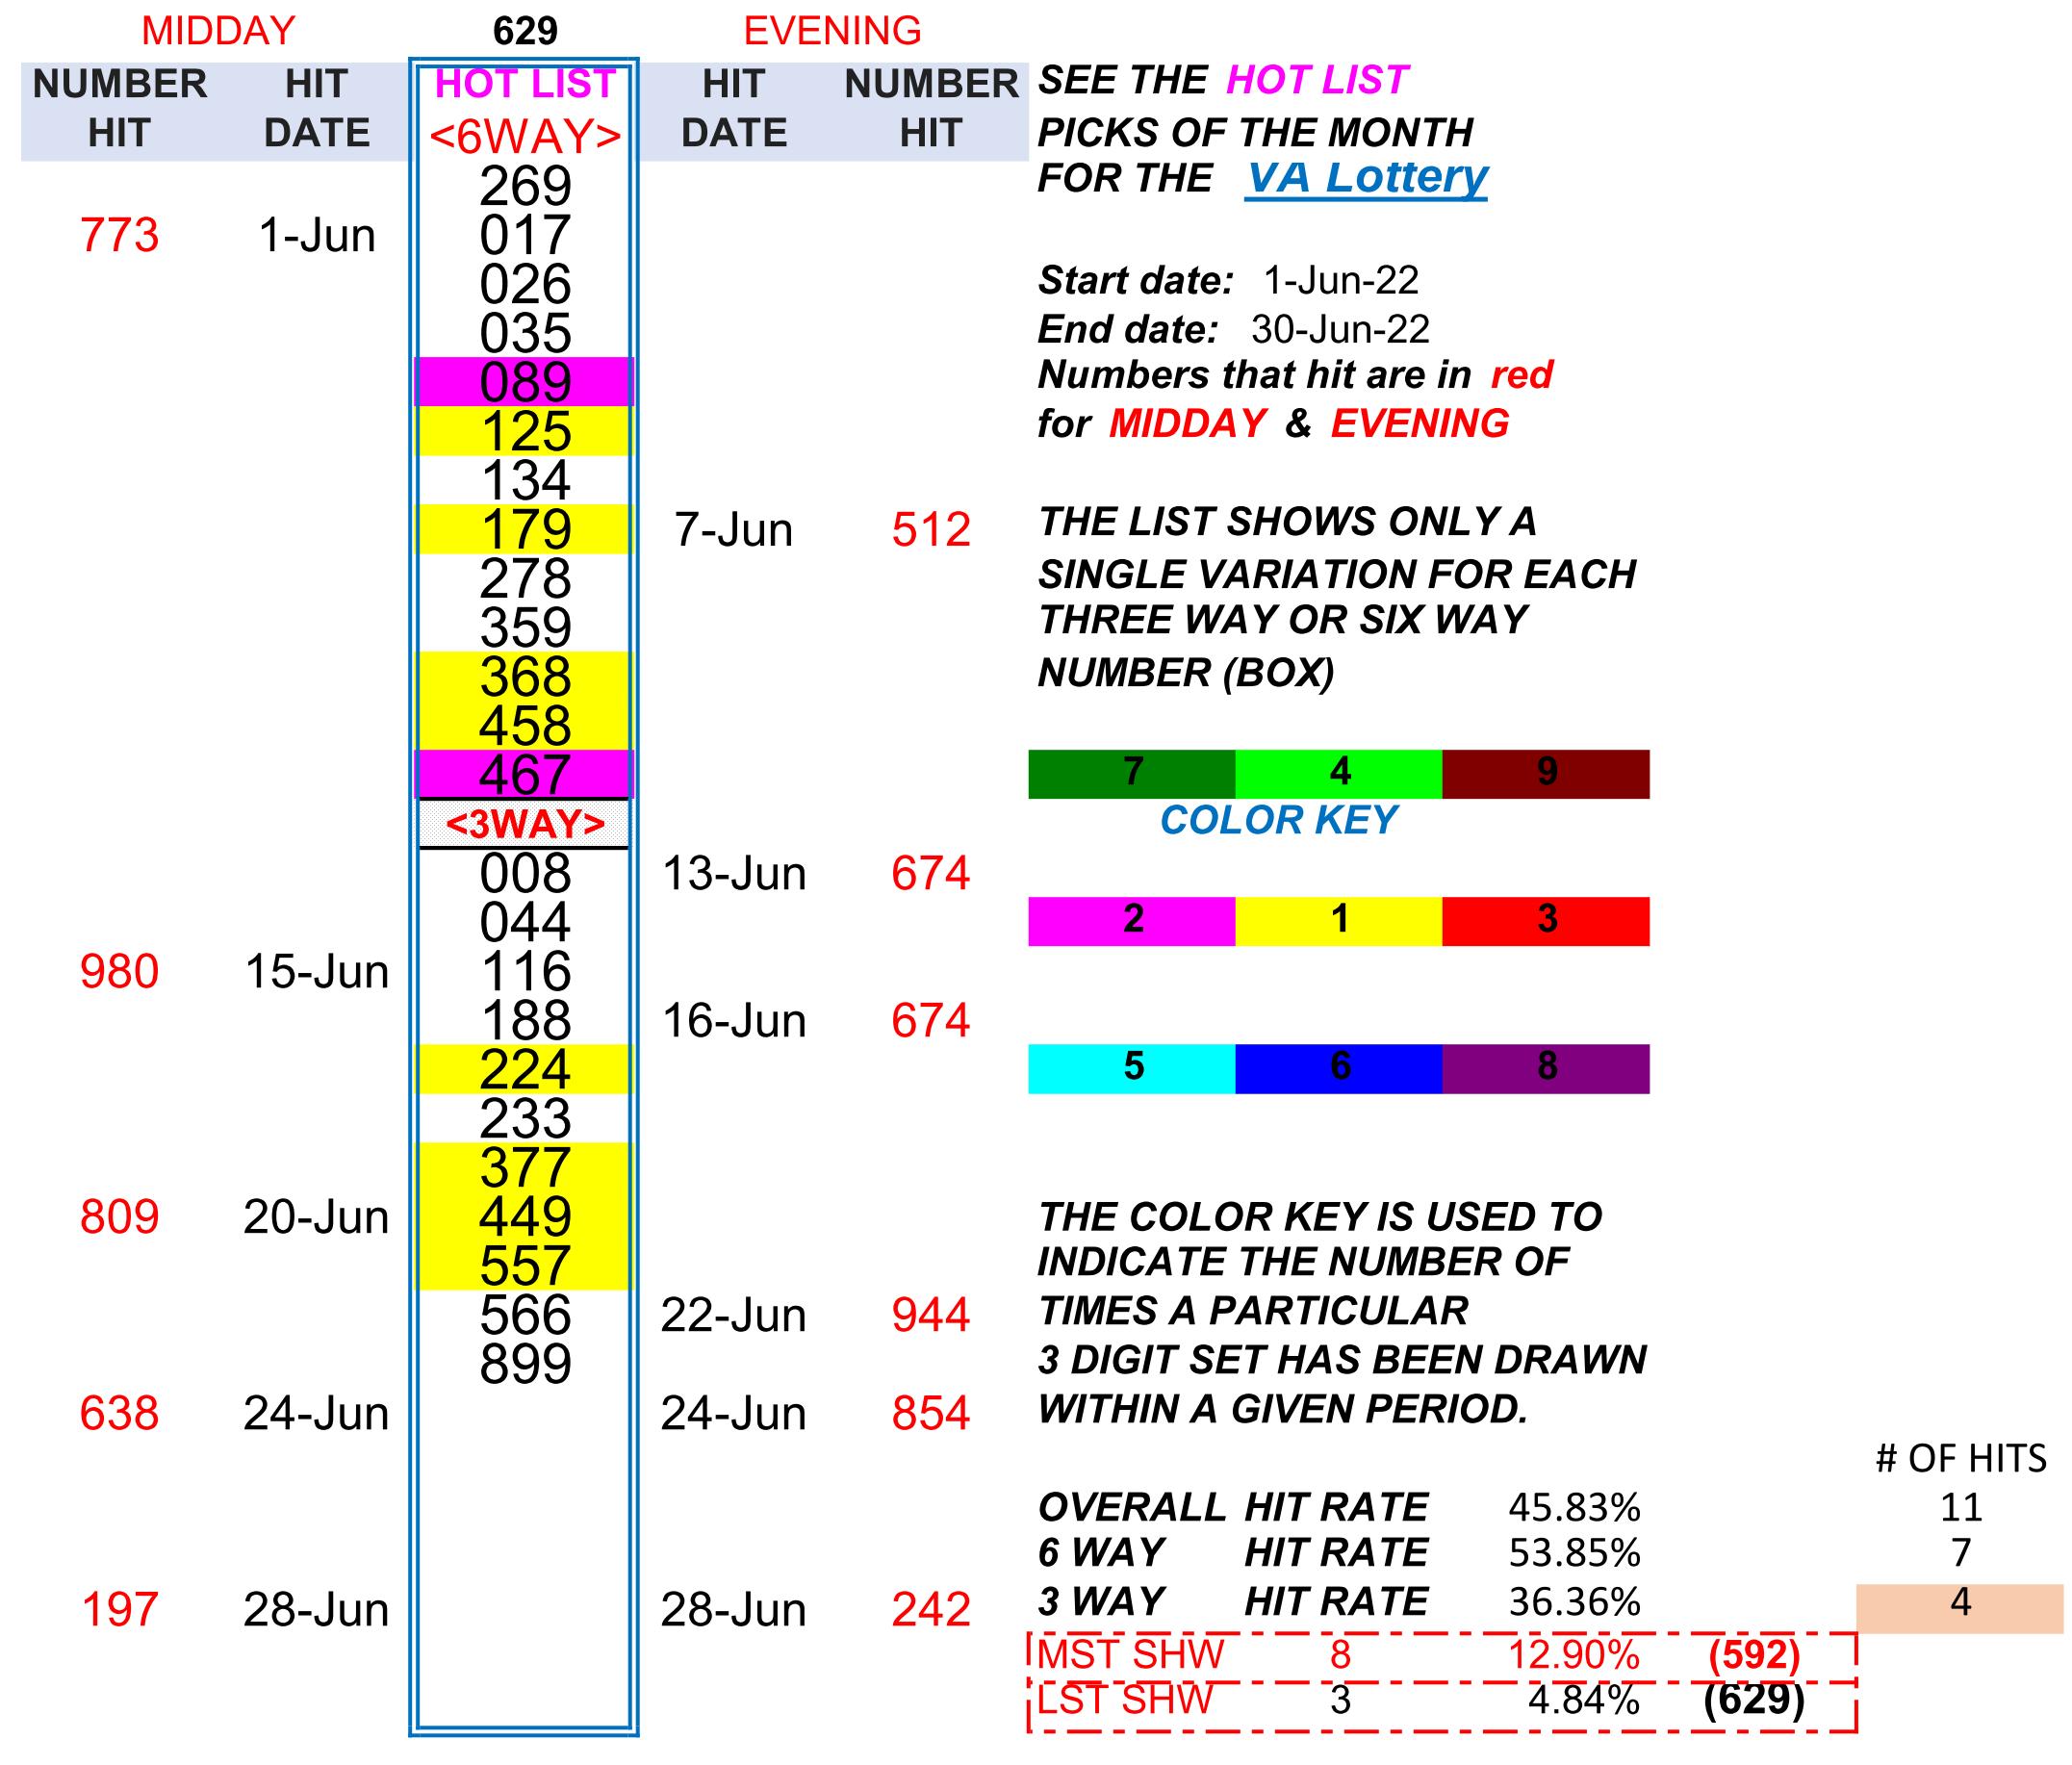 MIDDAY 629 EVENING
NUMBER HIT HOT LIST HIT NUMBER SEE THE HOT LIST
HIT DATE <6WAY> DATE HIT PICKS OF THE MONTH
269 FOR THE VA Lottery
773 1-Jun 017
026 Start date: 1-Jun-22
035 End date: 30-Jun-22
089 Numbers that hit are in red
125 for MIDDAY & EVENING
134
179 7-Jun 512 THE LIST SHOWS ONLY A
278 SINGLE VARIATION FOR EACH
359 THREE WAY OR SIX WAY
368 NUMBER (BOX)
458
467 7 4 9
<3WAY> COLOR KEY
008 13-Jun 674
044 2 1 3
980 15-Jun 116
188 16-Jun 674
224 5 6 8
233
377
809 20-Jun 449 THE COLOR KEY IS USED TO
557 INDICATE THE NUMBER OF
566 22-Jun 944 TIMES A PARTICULAR
899 3 DIGIT SET HAS BEEN DRAWN
638 24-Jun 24-Jun 854 WITHIN A GIVEN PERIOD.
# OF HITS
OVERALL HIT RATE 45.83% 11
6 WAY HIT RATE 53.85% 7
197 28-Jun 28-Jun 242 3 WAY HIT RATE 36.36% 4
MST SHW 8 12.90% (592)
LST SHW 3 4.84% (629)